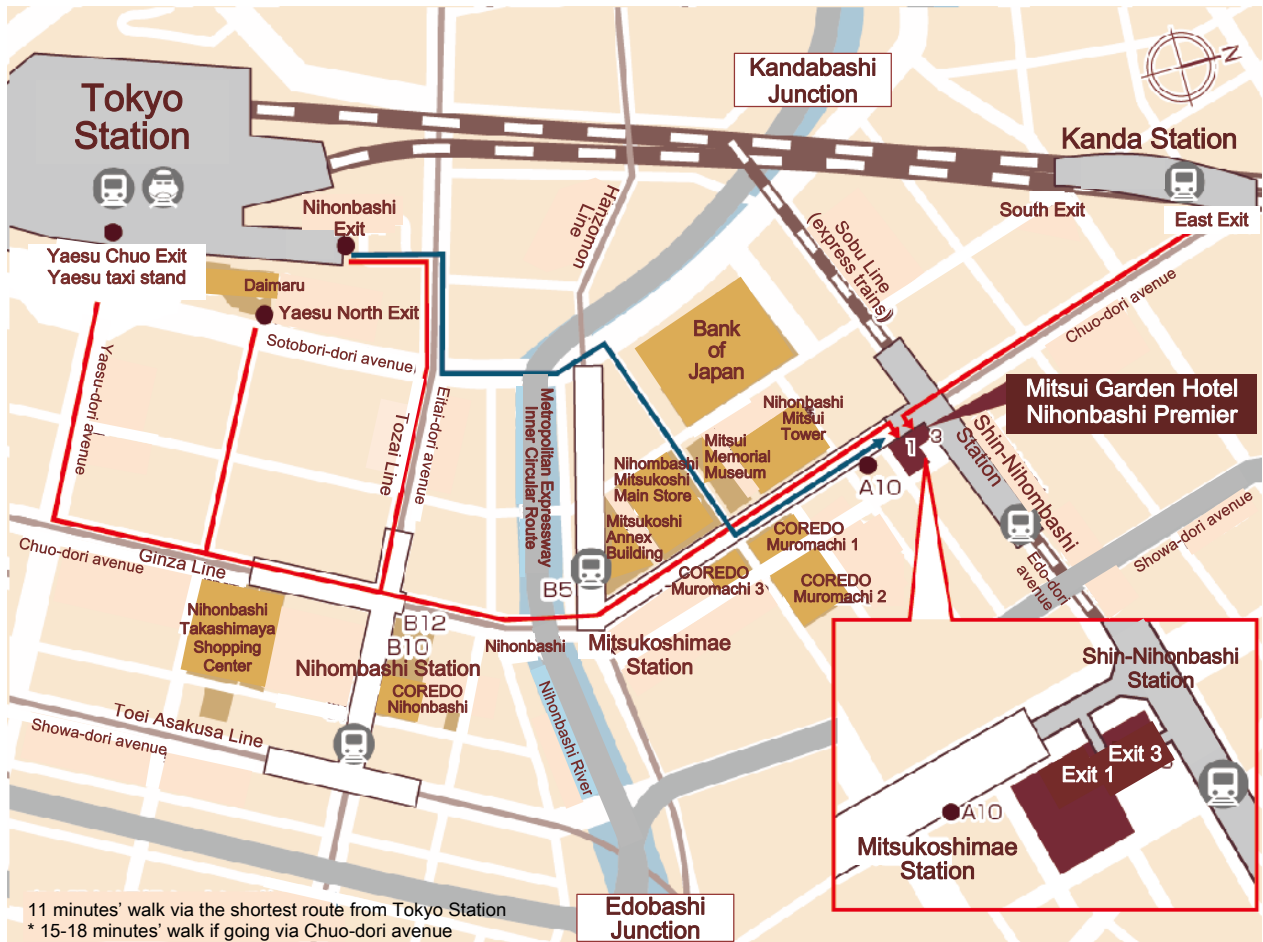 Kandabashi
Junction
N
Tokyo
Station
Kanda Station
South Exit
East Exit
Nihonbashi
Exit
Yaesu Chuo Exit
Yaesu taxi stand
Daimaru
Yaesu North Exit
Sotobori-dori avenue
Hanzomon
Line
Sobu Line
(express trains)
Chuo-dori avenue
Bank
of
Japan
Mitsui Garden Hotel
Nihonbashi Premier
Yaesu-dori avenue
Tozai Line
Eitai-dori avenue
Metropolitan Expressway
Inner Circular Route
Nihonbashi
Mitsui
Tower
Mitsui
Memorial
Museum
Nihombashi
Mitsukoshi
Main Store
Mitsukoshi
Annex
Building
1
3
A10
Shin-Nihombashi
Station
COREDO
Muromachi 1
COREDO
Muromachi 3
COREDO
Muromachi 2
Edo-dori
avenue
Showa-dori avenue
Chuo-dori avenue
Ginza Line
B5
B12
B10
Nihonbashi
Takashimaya
Shopping
Center
Nihombashi Station
COREDO
Nihonbashi
Nihonbashi
Mitsukoshimae
Station
Nihonbashi River
Toei Asakusa Line
Showa-dori avenue
Shin-Nihonbashi
Station
Exit 3
Exit 1
A10
Mitsukoshimae
Station
Edobashi
Junction
11 minutes’ walk via the shortest route from Tokyo Station
* 15-18 minutes’ walk if going via Chuo-dori avenue